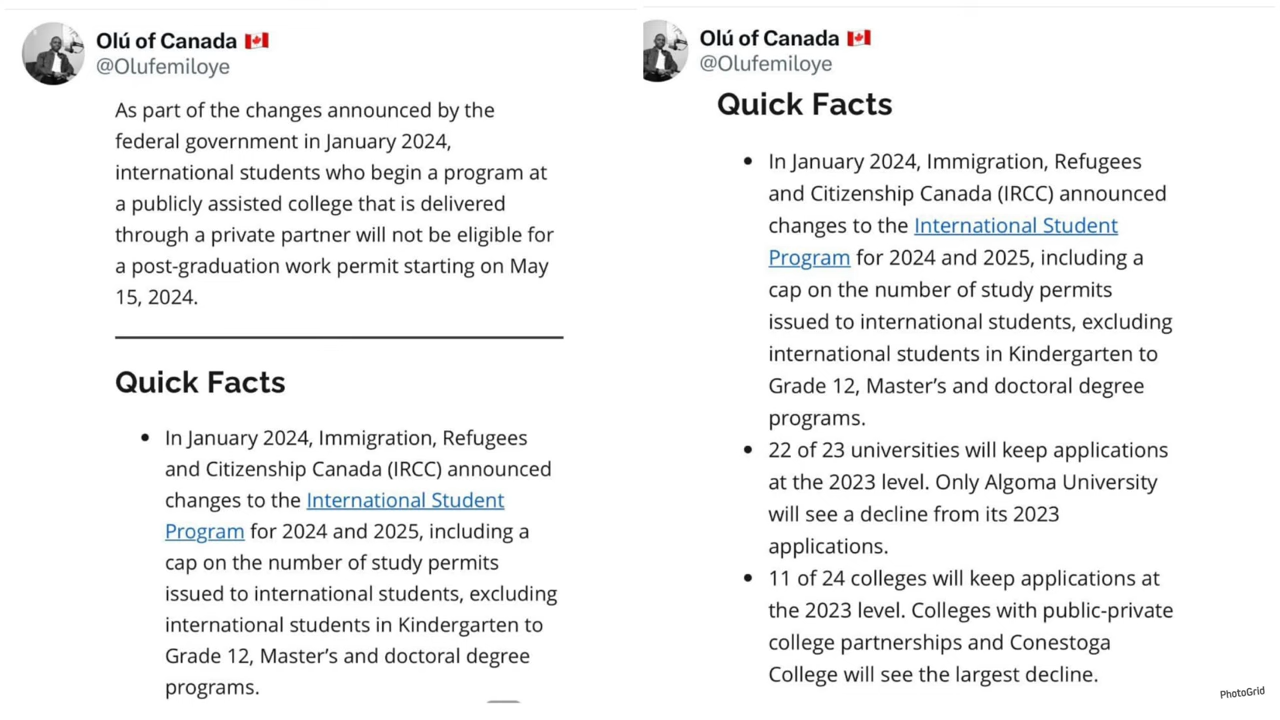 Olú of Canada 🇨🇦
@Olufemiloye
As part of the changes announced by the
federal government in January 2024,
international students who begin a program at
a publicly assisted college that is delivered
through a private partner will not be eligible for
a post-graduation work permit starting on May
15, 2024.
Quick Facts
• In January 2024, Immigration, Refugees
and Citizenship Canada (IRCC) announced
changes to the International Student
Program for 2024 and 2025, including a
cap on the number of study permits
issued to international students, excluding
international students in Kindergarten to
Grade 12, Master’s and doctoral degree
programs.
Olú of Canada 🇨🇦
@Olufemiloye
Quick Facts
• In January 2024, Immigration, Refugees
and Citizenship Canada (IRCC) announced
changes to the International Student
Program for 2024 and 2025, including a
cap on the number of study permits
issued to international students, excluding
international students in Kindergarten to
Grade 12, Master’s and doctoral degree
programs.
• 22 of 23 universities will keep applications
at the 2023 level. Only Algoma University
will see a decline from its 2023
applications.
• 11 of 24 colleges will keep applications at
the 2023 level. Colleges with public-private
college partnerships and Conestoga
College will see the largest decline.
PhotoGrid